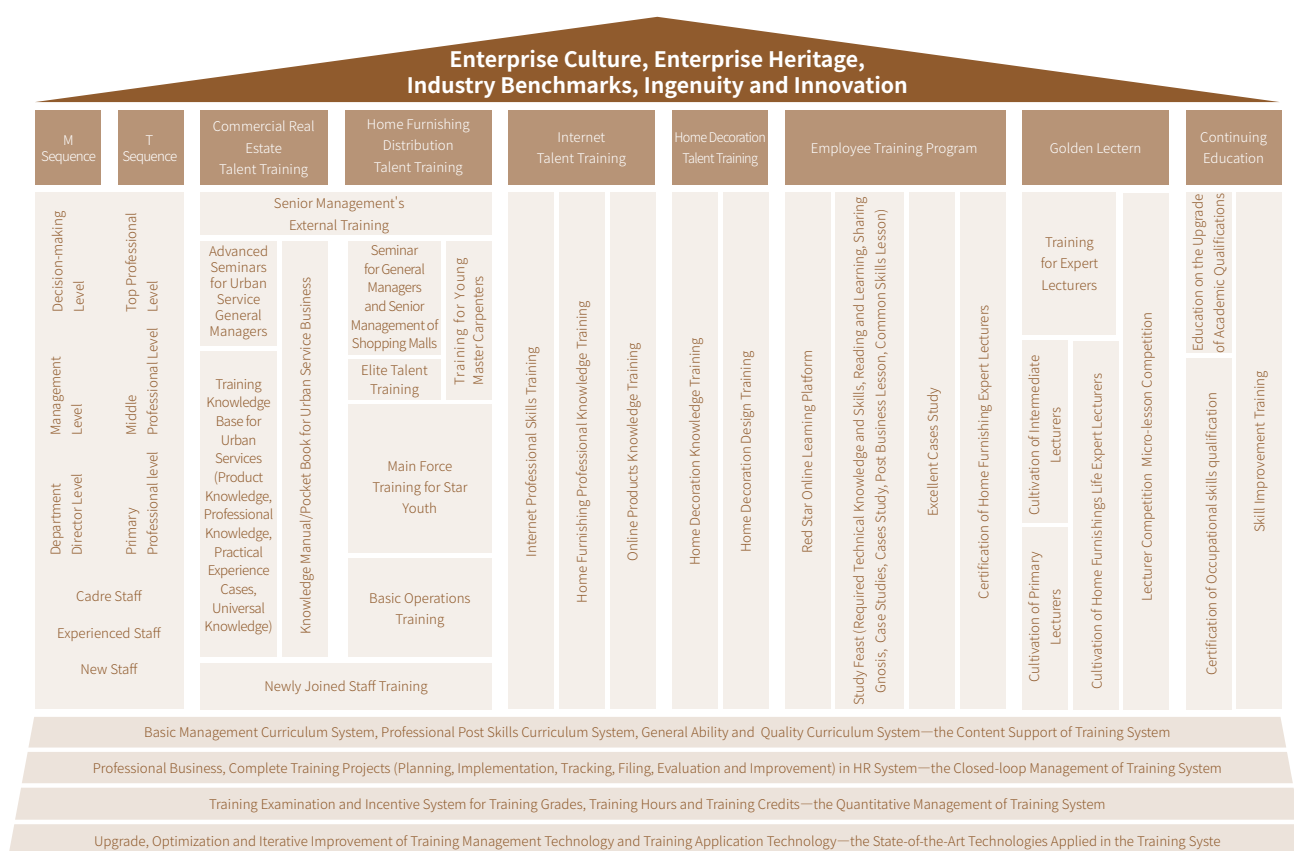 Enterprise Culture, Enterprise Heritage,
Industry Benchmarks, Ingenuity and Innovation
M
Sequence
T
Sequence
Commercial Real
Estate
Talent Training
Home Furnishing
Distribution
Talent Training
Internet
Talent Training
Home Decoration
Talent Training
Employee Training Program
Golden Lectern
Continuing
Education
Decision-making
Level
Top Professional
Level
Management
Level
Middle
Professional Level
Department
Director Level
Primary
Professional level
Cadre Staff
Experienced Staff
New Staff
Senior Management's
External Training
Advanced
Seminars
for Urban
Service
General
Managers
Training
Knowledge
Base for
Urban
Services
(Product
Knowledge,
Professional
Knowledge,
Practical
Experience
Cases,
Universal
Knowledge)
Knowledge Manual/Pocket Book for Urban Service Business
Seminar
for General
Managers
and Senior
Management of
Shopping Malls
Training for Young
Master Carpenters
Elite Talent
Training
Main Force
Training for Star
Youth
Basic Operations
Training
Newly Joined Staff Training
Internet Professional Skills Training
Home Furnishing Professional Knowledge Training
Online Products Knowledge Training
Home Decoration Knowledge Training
Home Decoration Design Training
Red Star Online Learning Platform
Study Feast (Required Technical Knowledge and Skills, Reading and Learning, Sharing
Gnosis, Case Studies, Cases Study, Post Business Lesson, Common Skills Lesson)
Excellent Cases Study
Certification of Home Furnishing Expert Lecturers
Training
for Expert
Lecturers
Cultivation of Intermediate
Lecturers
Cultivation of Primary
Lecturers
Cultivation of Home Furnishings Life Expert Lecturers
Lecturer Competition Micro-lesson Competition
Education on the Upgrade
of Academic Qualifications
Certification of Occupational skills qualification
Skill Improvement Training
Basic Management Curriculum System, Professional Post Skills Curriculum System, General Ability and Quality Curriculum System—the Content Support of Training System
Professional Business, Complete Training Projects (Planning, Implementation, Tracking, Filing, Evaluation and Improvement) in HR System—the Closed-loop Management of Training System
Training Examination and Incentive System for Training Grades, Training Hours and Training Credits—the Quantitative Management of Training System
Upgrade, Optimization and Iterative Improvement of Training Management Technology and Training Application Technology—the State-of-the-Art Technologies Applied in the Training Syste